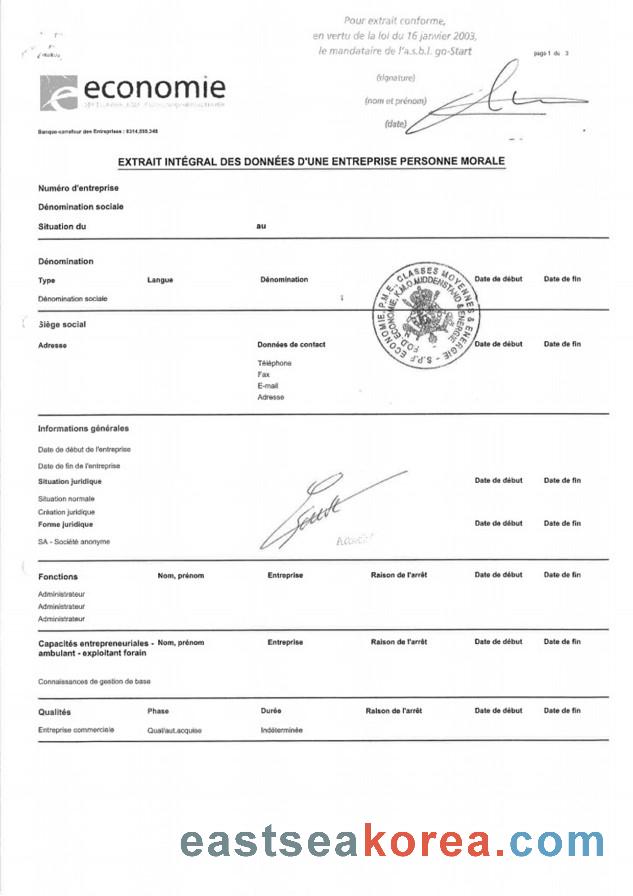 Pour extrait conforme,
en vertu de la loi du 16 janvier 2003,
le mandataire de l'a.s.b.l. go-Start
page 1 du 3
(signature)
(nom et prénom)
(date)
economie
Banque-carrefour des Entreprises : 0314.595.348
EXTRAIT INTÉGRAL DES DONNÉES D'UNE ENTREPRISE PERSONNE MORALE
Numéro d'entreprise
Dénomination sociale
Situation du au
Dénomination
Type Langue Dénomination Date de début Date de fin
Dénomination sociale
S.P.F. ECONOMIE, P.M.E., CLASSES MOYENNES & ENERGIE
FOD ECONOMIE, K.M.O. MIDDENSTAND & ENERGIE
Siège social
Adresse Données de contact Date de début Date de fin
Téléphone
Fax
E-mail
Adresse
Informations générales
Date de début de l'entreprise
Date de fin de l'entreprise
Situation juridique Date de début Date de fin
Situation normale
Création juridique
Forme juridique Date de début Date de fin
SA - Société anonyme
Fonctions Nom, prénom Entreprise Raison de l'arrêt Date de début Date de fin
Administrateur
Administrateur
Administrateur
Capacités entrepreneuriales - Nom, prénom Entreprise Raison de l'arrêt Date de début Date de fin
ambulant - exploitant forain
Connaissances de gestion de base
Qualités Phase Durée Raison de l'arrêt Date de début Date de fin
Entreprise commerciale Qual/aut.acquise Indéterminée
eastseakorea.com